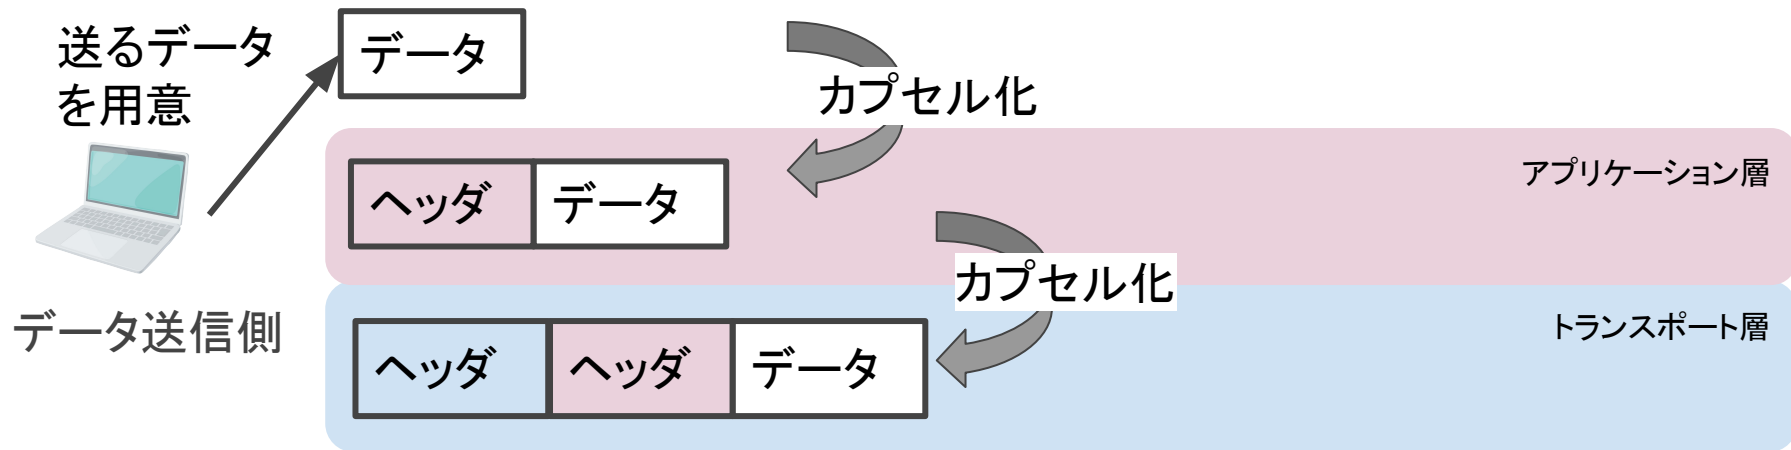 送るデータ
を用意
データ
カプセル化
アプリケーション層
ヘッダ データ
カプセル化
データ送信側
トランスポート層
ヘッダ ヘッダ データ